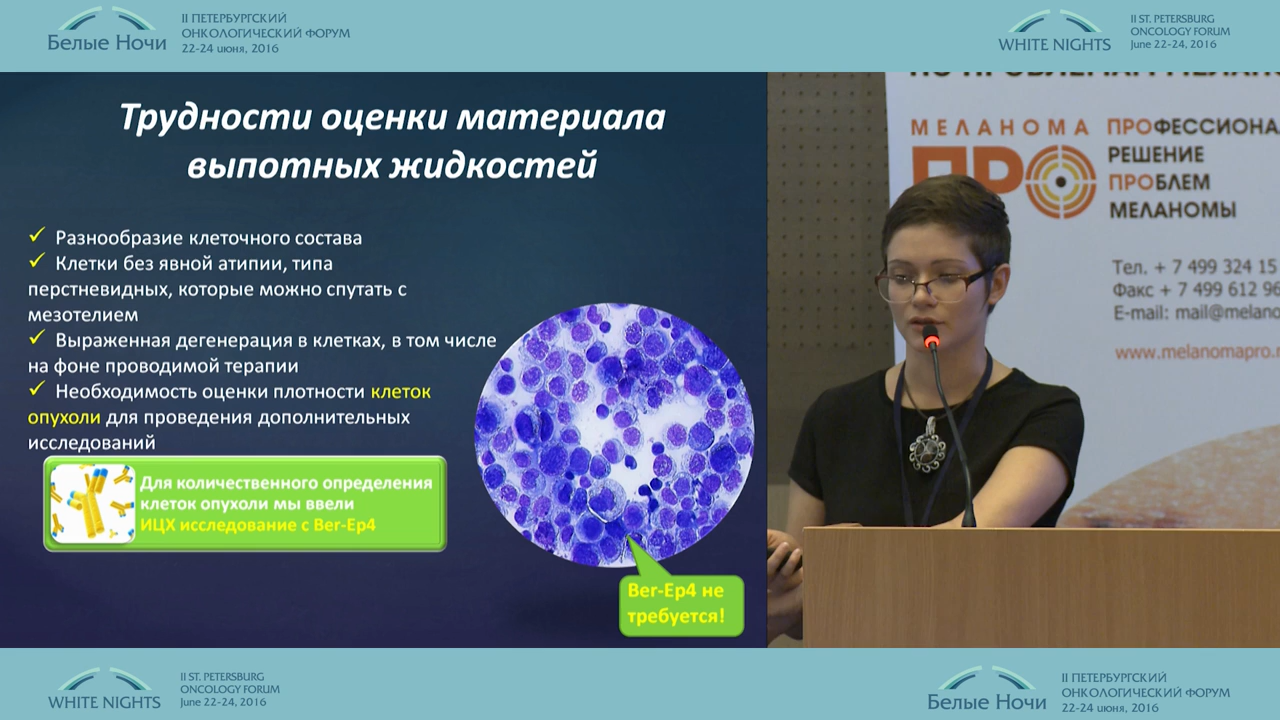 Белые Ночи
II ПЕТЕРБУРГСКИЙ
ОНКОЛОГИЧЕСКИЙ ФОРУМ
22-24 июня, 2016
WHITE NIGHTS
II ST. PETERSBURG
ONCOLOGY FORUM
June 22-24, 2016
Трудности оценки материала
выпотных жидкостей
✓ Разнообразие клеточного состава
✓ Клетки без явной атипии, типа
перстневидных, которые можно спутать с
мезотелием
✓ Выраженная дегенерация в клетках, в том числе
на фоне проводимой терапии
✓ Необходимость оценки плотности клеток
опухоли для проведения дополнительных
исследований
Для количественного определения
клеток опухоли мы ввели
ИЦХ исследование с Ber-Ep4
Ber-Ep4 не
требуется!
МЕЛАНОМА
ПРО
ПРОФЕССИОНА
РЕШЕНИЕ
ПРОБЛЕМ
МЕЛАНОМЫ
Тел. + 7 499 324 15
Факс + 7 499 612 96
E-mail: mail@melano
www.melanomapro.r
WHITE NIGHTS
II ST. PETERSBURG
ONCOLOGY FORUM
June 22-24, 2016
Белые Ночи
II ПЕТЕРБУРГСКИЙ
ОНКОЛОГИЧЕСКИЙ ФОРУМ
22-24 июня, 2016